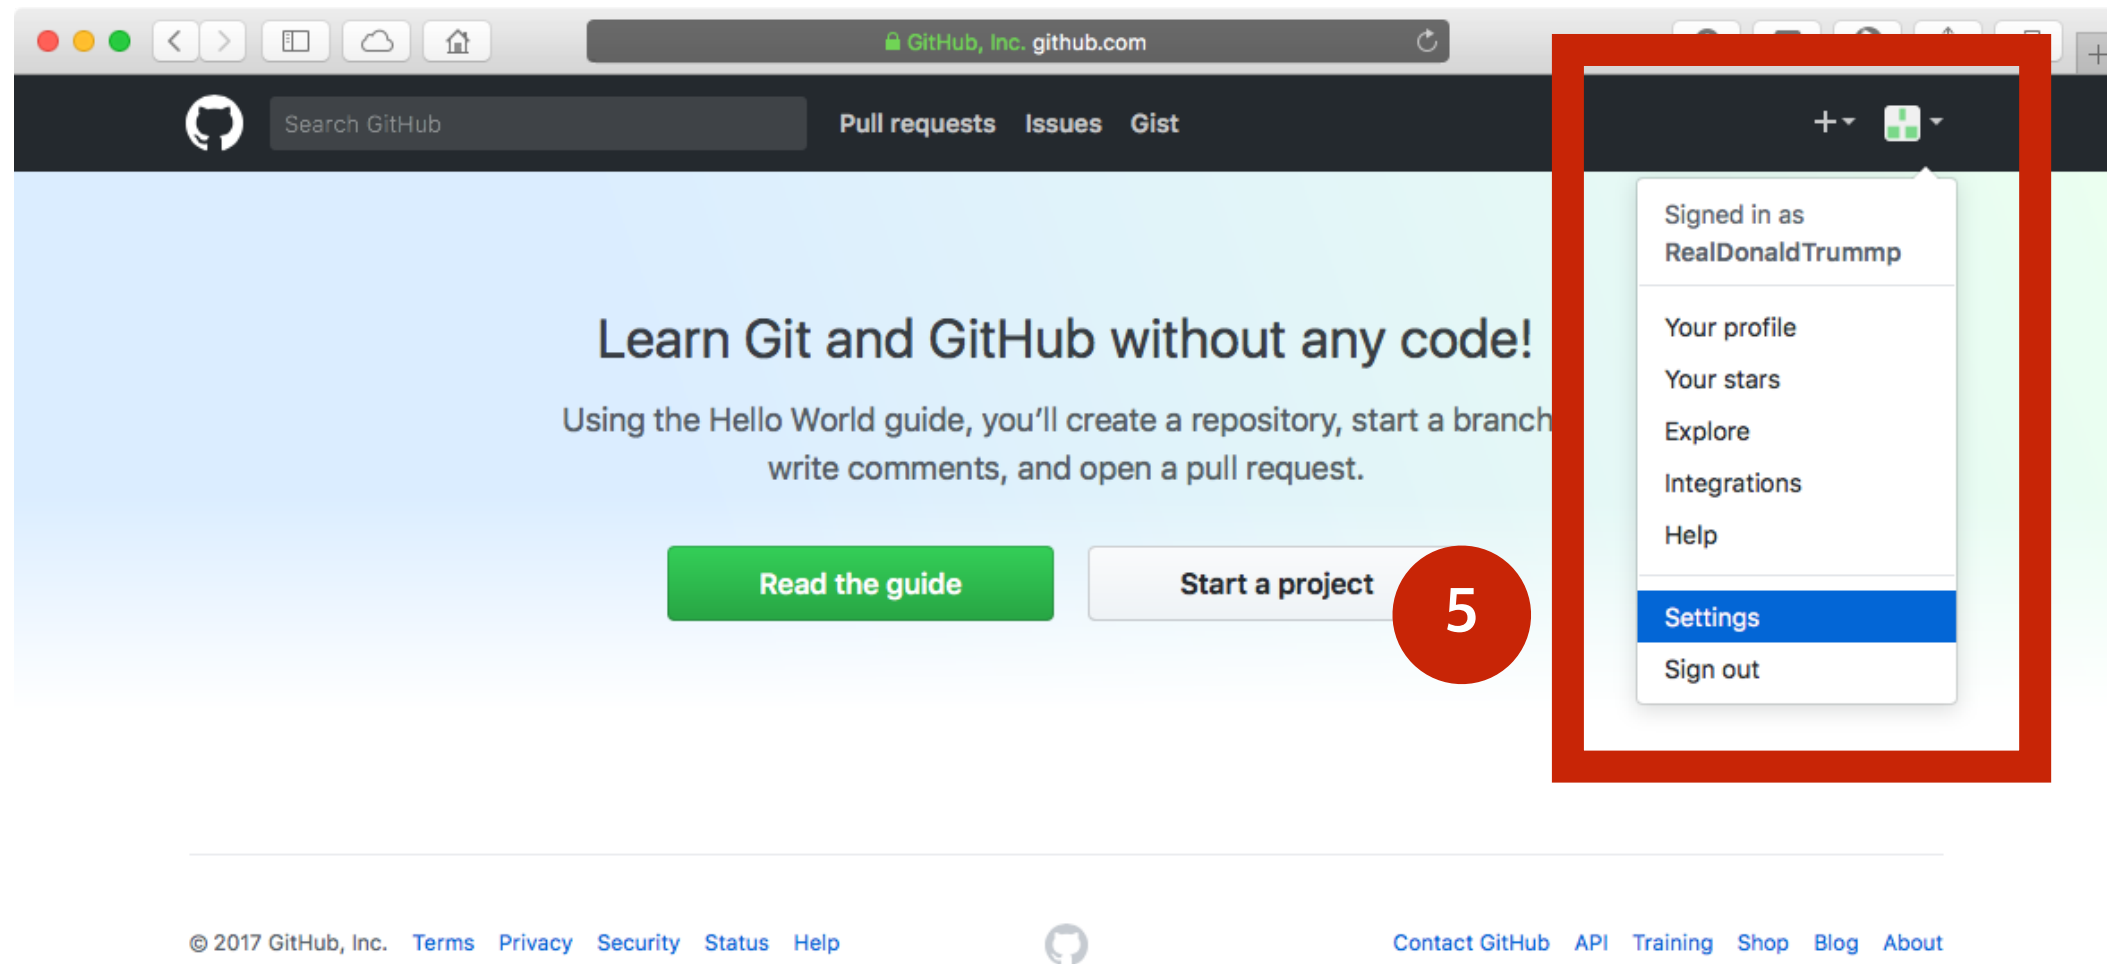 GitHub, Inc. github.com
Search GitHub
Pull requests Issues Gist
Signed in as
RealDonaldTrummp
Your profile
Your stars
Explore
Integrations
Help
Settings
Sign out
Learn Git and GitHub without any code!
Using the Hello World guide, you'll create a repository, start a branch
write comments, and open a pull request.
Read the guide
Start a project
5
© 2017 GitHub, Inc. Terms Privacy Security Status Help
Contact GitHub API Training Shop Blog About